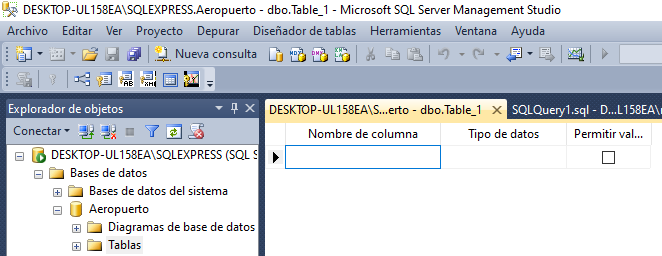 DESKTOP-UL158EA\SQLEXPRESS.Aeropuerto - dbo.Table_1 - Microsoft SQL Server Management Studio
Archivo Editar Ver Proyecto Depurar Diseñador de tablas Herramientas Ventana Ayuda
Nueva consulta
Explorador de objetos
DESKTOP-UL158EA\S...erto - dbo.Table_1
SQLQuery1.sql - D...L158EA\
Conectar
Nombre de columna Tipo de datos Permitir val...
DESKTOP-UL158EA\SQLEXPRESS (SQL S
Bases de datos
Bases de datos del sistema
Aeropuerto
Diagramas de base de datos
Tablas